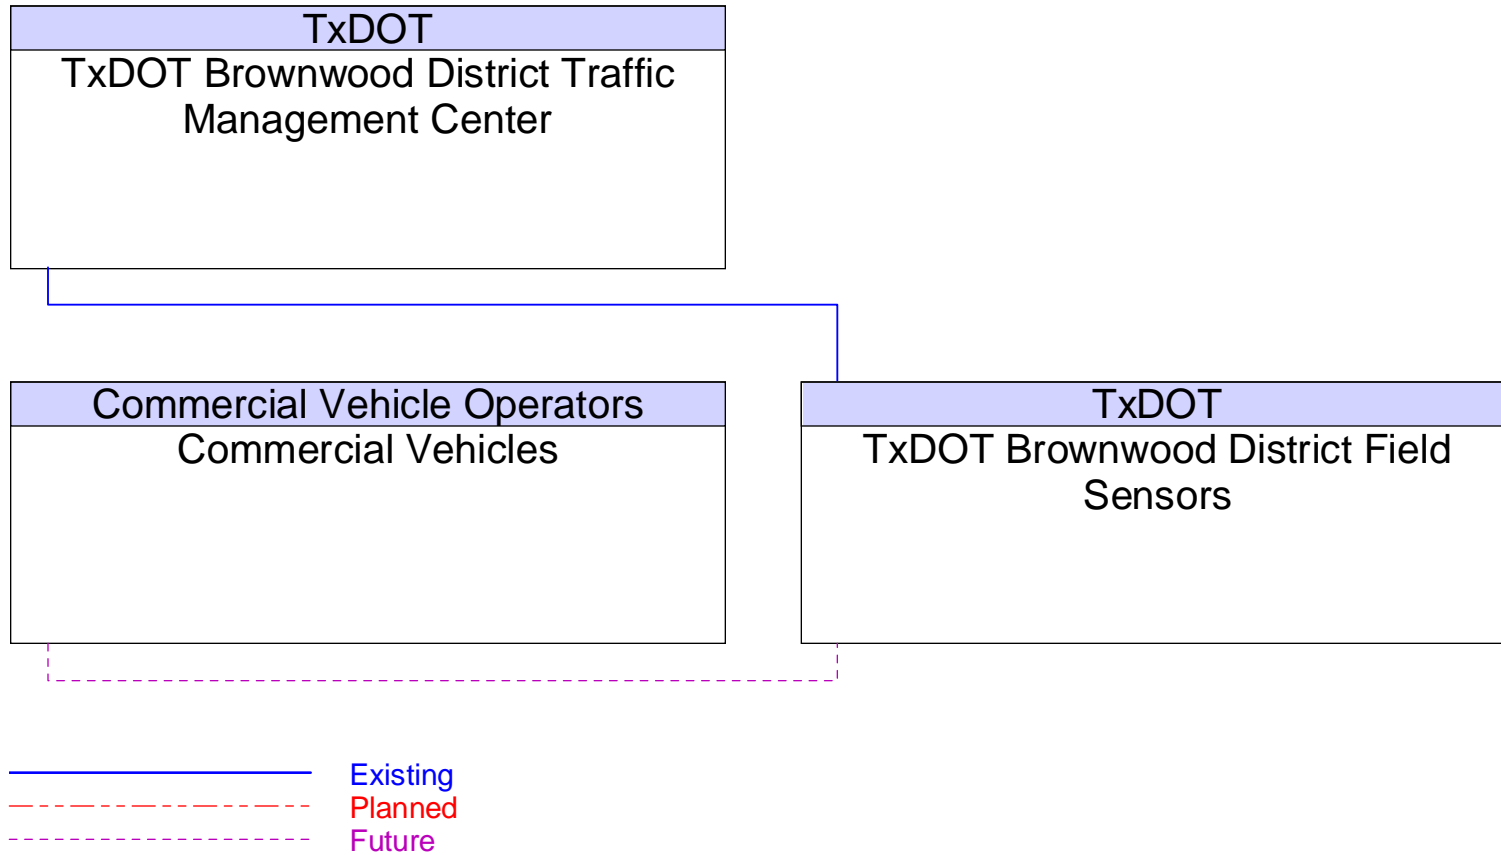 TxDOT
TxDOT Brownwood District Traffic
Management Center
Commercial Vehicle Operators
Commercial Vehicles
TxDOT
TxDOT Brownwood District Field
Sensors
Existing
Planned
Future